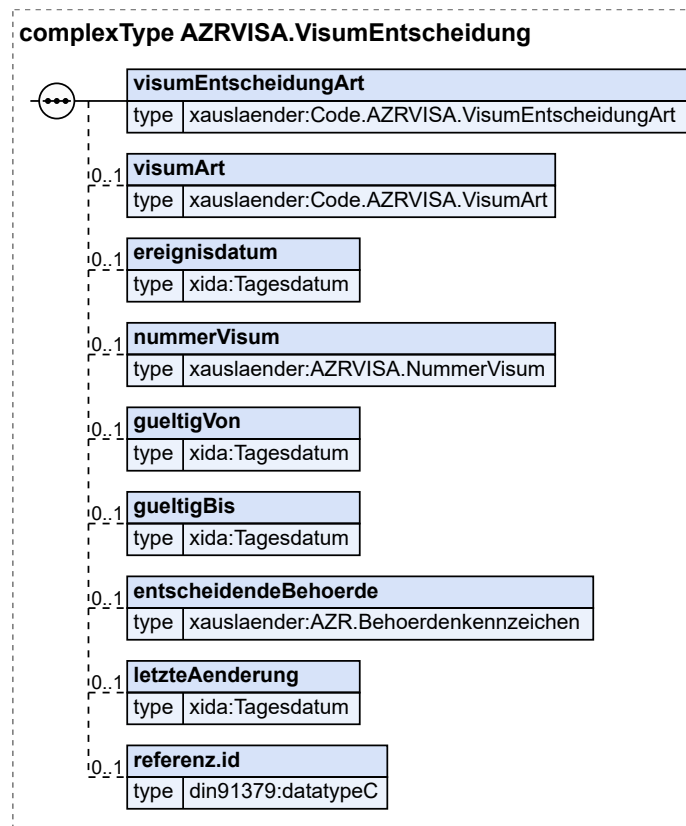 complexType AZRVISA.VisumEntscheidung
visumEntscheidungArt
type xauslaender:Code.AZRVISA.VisumEntscheidungArt
0..1 visumArt
type xauslaender:Code.AZRVISA.VisumArt
0..1 ereignisdatum
type xida:Tagesdatum
0..1 nummerVisum
type xauslaender:AZRVISA.NummerVisum
0..1 gueltigVon
type xida:Tagesdatum
0..1 gueltigBis
type xida:Tagesdatum
0..1 entscheidendeBehoerde
type xauslaender:AZR.Behoerdenkennzeichen
0..1 letzteAenderung
type xida:Tagesdatum
0..1 referenz.id
type din91379:datatypeC